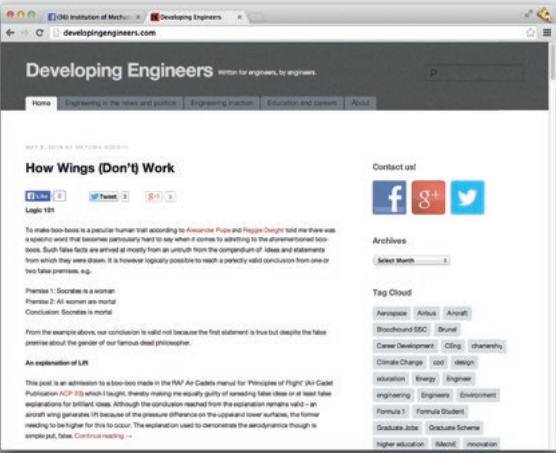 (36) Institution of Mechan
Developing Engineers
developingengineers.com
Developing Engineers
Written for engineers, by engineers.
Home
Engineering in the news and politics
Engineering inaction
Education and careers
About
MAY 8, 2014 BY
How Wings (Don't) Work
Like 0
Tweet 3
g+1
Logic 101
To make boo-boos is a peculiar human trait according to Alexander Pope and Reggie Dwight told me there was
a specific word that becomes particularly hard to say when it comes to admitting to the aforementioned boo-
boos. Such false facts are arrived at mostly from an untruth from the compendium of ideas and statements
from which they were drawn. It is however logically possible to reach a perfectly valid conclusion from one or
two false premises. e.g.
Premise 1: Socrates is a woman
Premise 2: All women are mortal
Conclusion: Socrates is mortal
From the example above, our conclusion is valid not because the first statement is true but despite the false
premise about the gender of our famous dead philosopher.
An explanation of Lift
This post is an admission to a boo-boo made in the RAF Air Cadets manual for 'Principles of Flight' (Air Cadet
Publication ACP 33) which I taught, thereby making me equally guilty of spreading false ideas or at least false
explanations for brilliant ideas. Although the conclusion reached from the explanation remains valid – an
aircraft wing generates lift because of the pressure difference on the upper and lower surfaces, the former
needing to be higher for this to occur. The explanation used to demonstrate the aerodynamics though is
simple put, false. Continue reading →
Contact us!
f
g+
Archives
Select Month
Tag Cloud
Aerospace Airbus Aircraft
Bloodhound SSC Brunel
Career Development CEng chartership
Climate Change cpd design
education Energy Engineer
engineering Engineers Environment
Formula 1 Formula Student
Graduate Jobs Graduate Scheme
higher education IMechE innovation